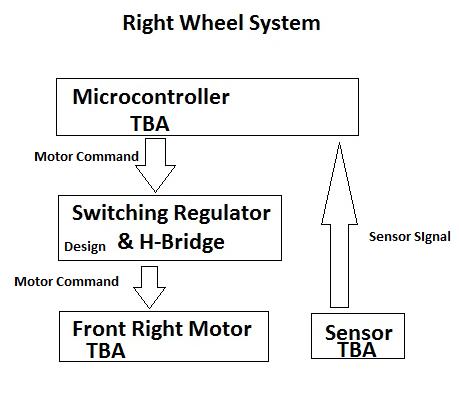 Right Wheel System
Microcontroller
TBA
Motor Command
Switching Regulator
Design & H-Bridge
Sensor SIgnal
Motor Command
Front Right Motor
TBA
Sensor
TBA